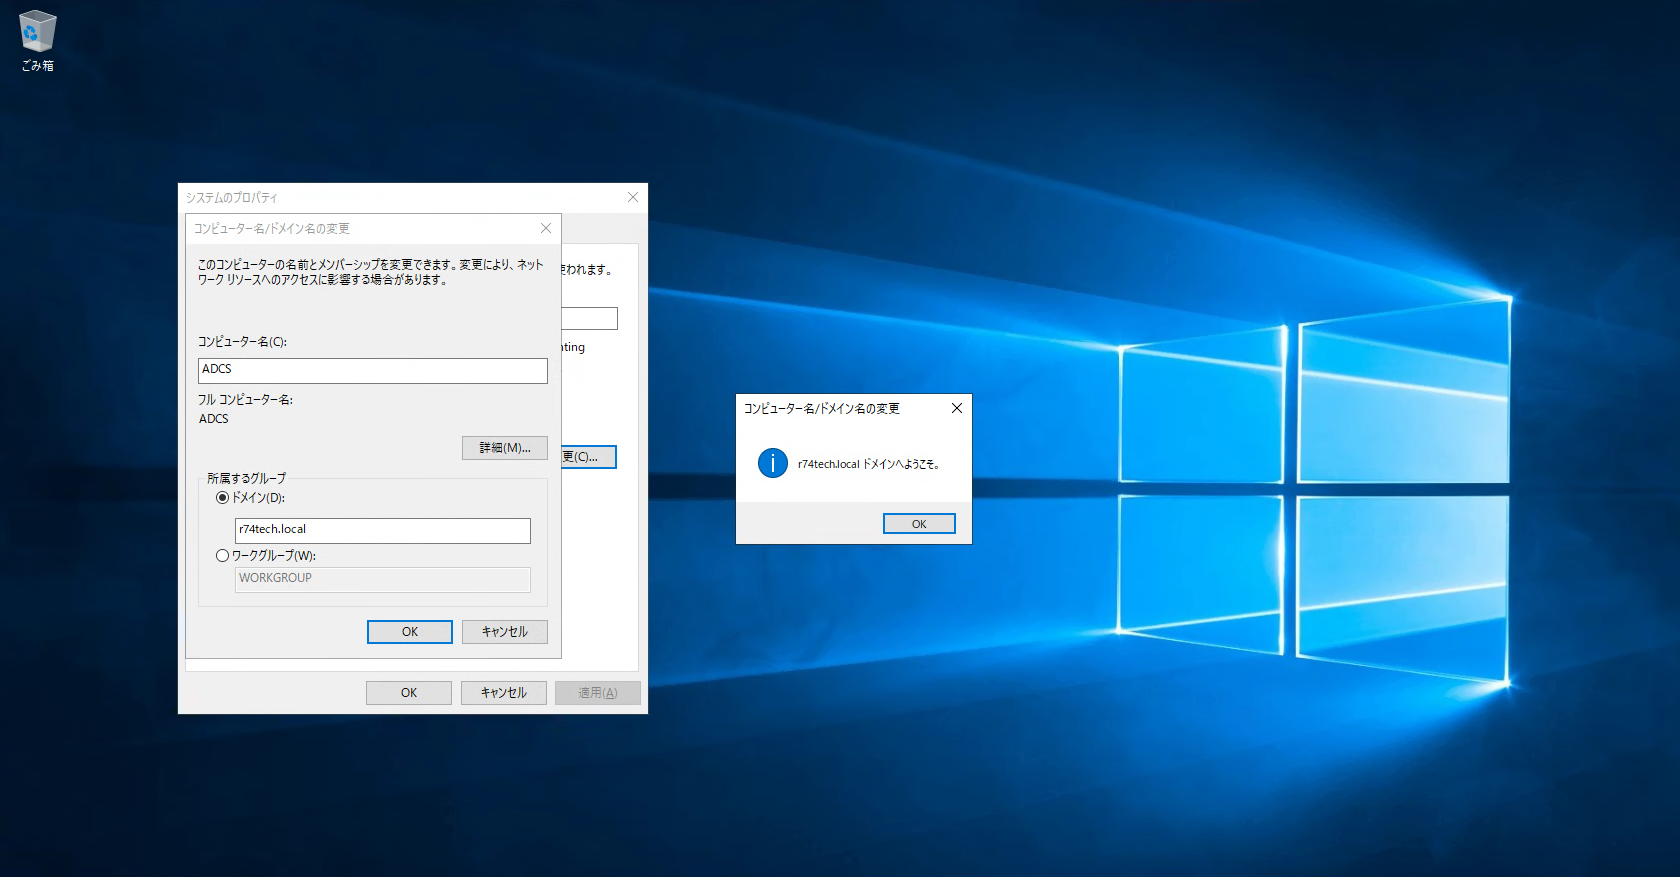 ごみ箱
システムのプロパティ
コンピューター名/ドメイン名の変更
このコンピューターの名前とメンバーシップを変更できます。変更により、ネット
ワーク リソースへのアクセスに影響する場合があります。
われます。
コンピューター名(C):
ADCS
nting
フル コンピューター名:
ADCS
詳細(M)...
更(C)...
所属するグループ
ドメイン(D):
r74tech.local
ワークグループ(W):
WORKGROUP
OK
キャンセル
OK
キャンセル
適用(A)
コンピューター名/ドメイン名の変更
r74tech.local ドメインへようこそ。
OK